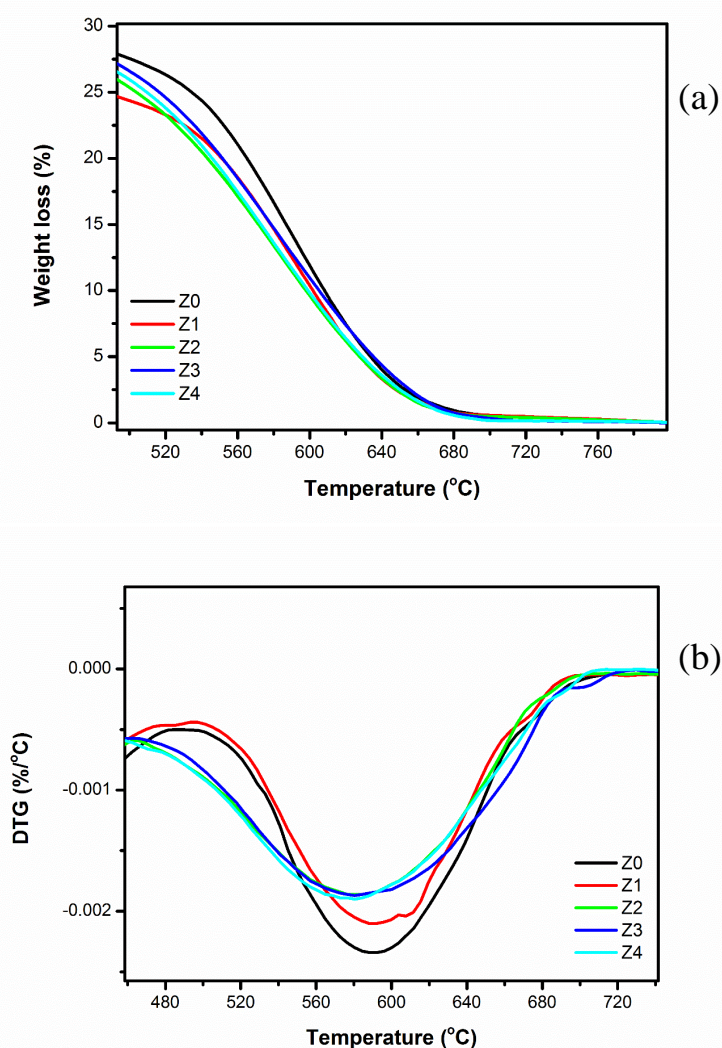 (a)
Weight loss (%)
30
25
20
15
10
5
0
Z0
Z1
Z2
Z3
Z4
520 560 600 640 680 720 760
Temperature (°C)
(b)
DTG (%/°C)
0.000
-0.001
-0.002
Z0
Z1
Z2
Z3
Z4
480 520 560 600 640 680 720
Temperature (°C)